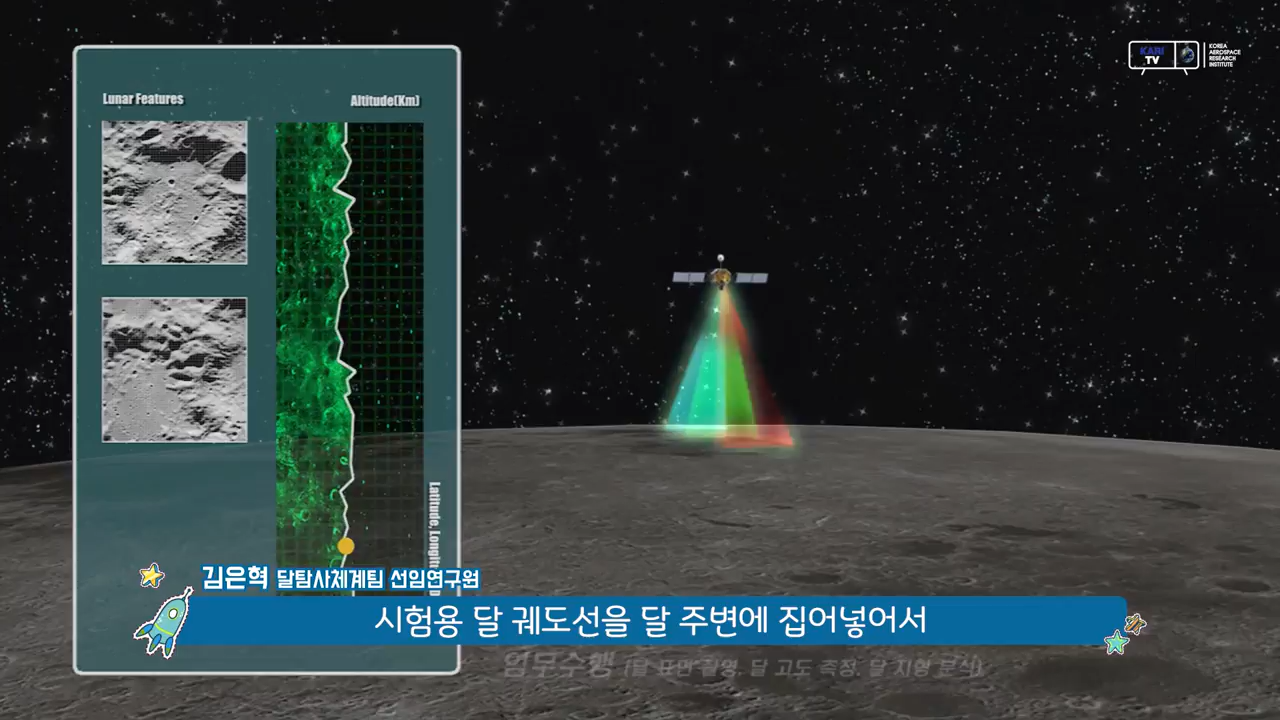 KARI
TV
KOREA
AEROSPACE
RESEARCH
INSTITUTE
Lunar Features
Altitude(Km)
Latitude,
김은혁 달탐사체계팀 선임연구원
시험용 달 궤도선을 달 주변에 집어넣어서
업무수행 (달 표면 촬영, 달 고도 측정, 달 지형 분석)